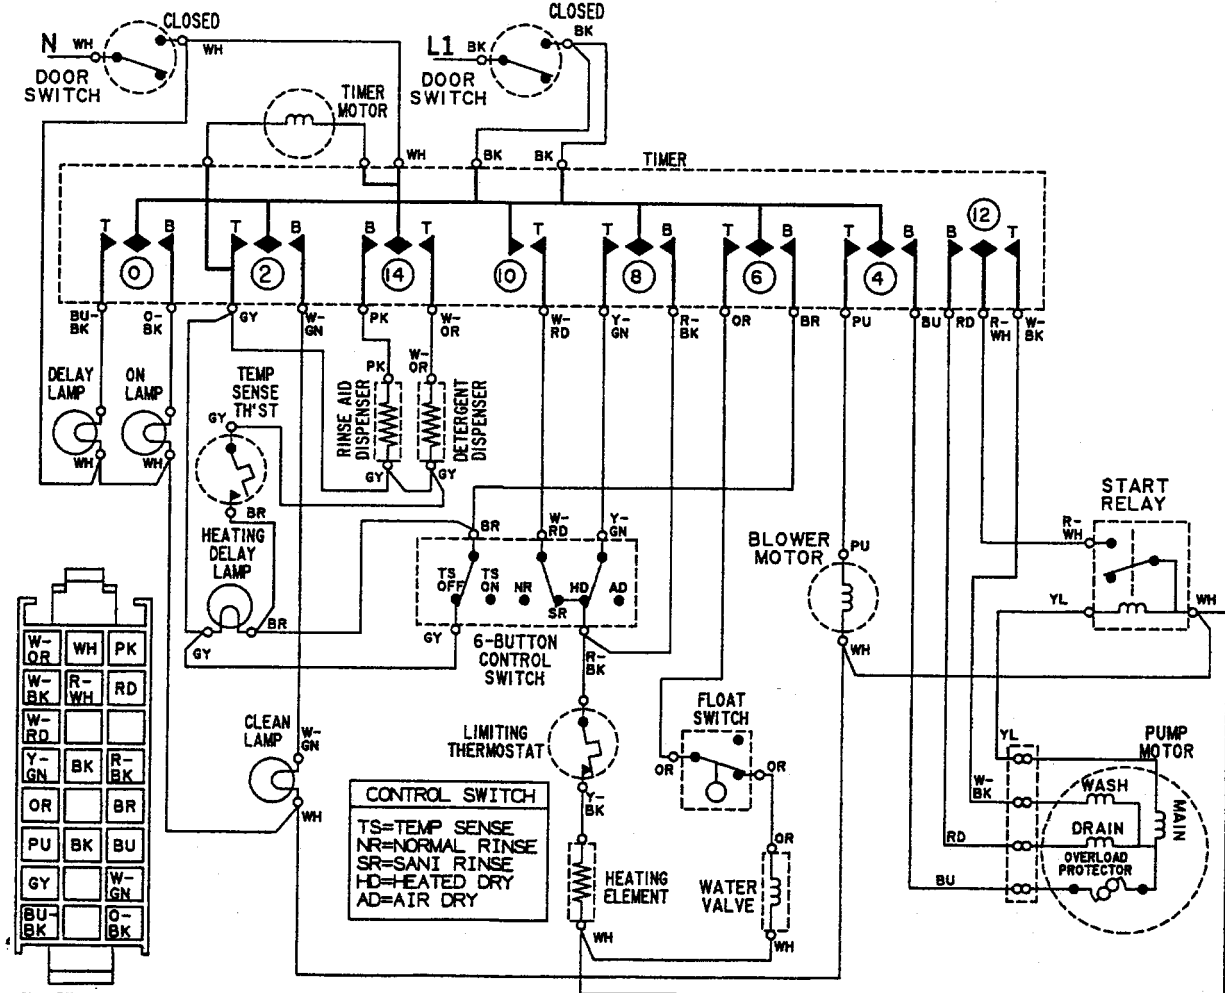 CLOSED
N WH
WH
DOOR
SWITCH
TIMER
MOTOR
CLOSED
BK
L1 BK
DOOR
SWITCH
WH
BK
BK
TIMER
T B
0
T B
2
B T
14
T
10
T B
8
T B
6
T B
4
12
B T
BU-
BK
O-
BK
GY
W-
GN
PK
W-
OR
W-
RD
Y-
GN
R-
BK
OR
BR
PU
BU
RD
R-
WH
W-
BK
DELAY
LAMP
ON
LAMP
TEMP
SENSE
TH'ST
PK
W-
OR
RINSE AID
DISPENSER
DETERGENT
DISPENSER
GY
WH
WH
GY
GY
BR
HEATING
DELAY
LAMP
BR
GY
BR
W-
RD
Y-
GN
TS
OFF
TS
ON
NR
SR
HD
AD
GY
6-BUTTON
CONTROL
SWITCH
R-
BK
BLOWER
MOTOR
PU
WH
START
RELAY
R-
WH
YL
WH
W-
OR
WH
PK
W-
BK
R-
WH
RD
W-
RD
Y-
GN
BK
R-
BK
OR
BR
PU
BK
BU
GY
W-
GN
BU-
BK
O-
BK
CLEAN
LAMP
W-
GN
WH
LIMITING
THERMOSTAT
Y-
BK
FLOAT
SWITCH
OR
OR
OR
CONTROL SWITCH
TS=TEMP SENSE
NR=NORMAL RINSE
SR=SANI RINSE
HD=HEATED DRY
AD=AIR DRY
HEATING
ELEMENT
WH
WATER
VALVE
WH
YL
PUMP
MOTOR
W-
BK
WASH
MAIN
RD
DRAIN
OVERLOAD
PROTECTOR
BU